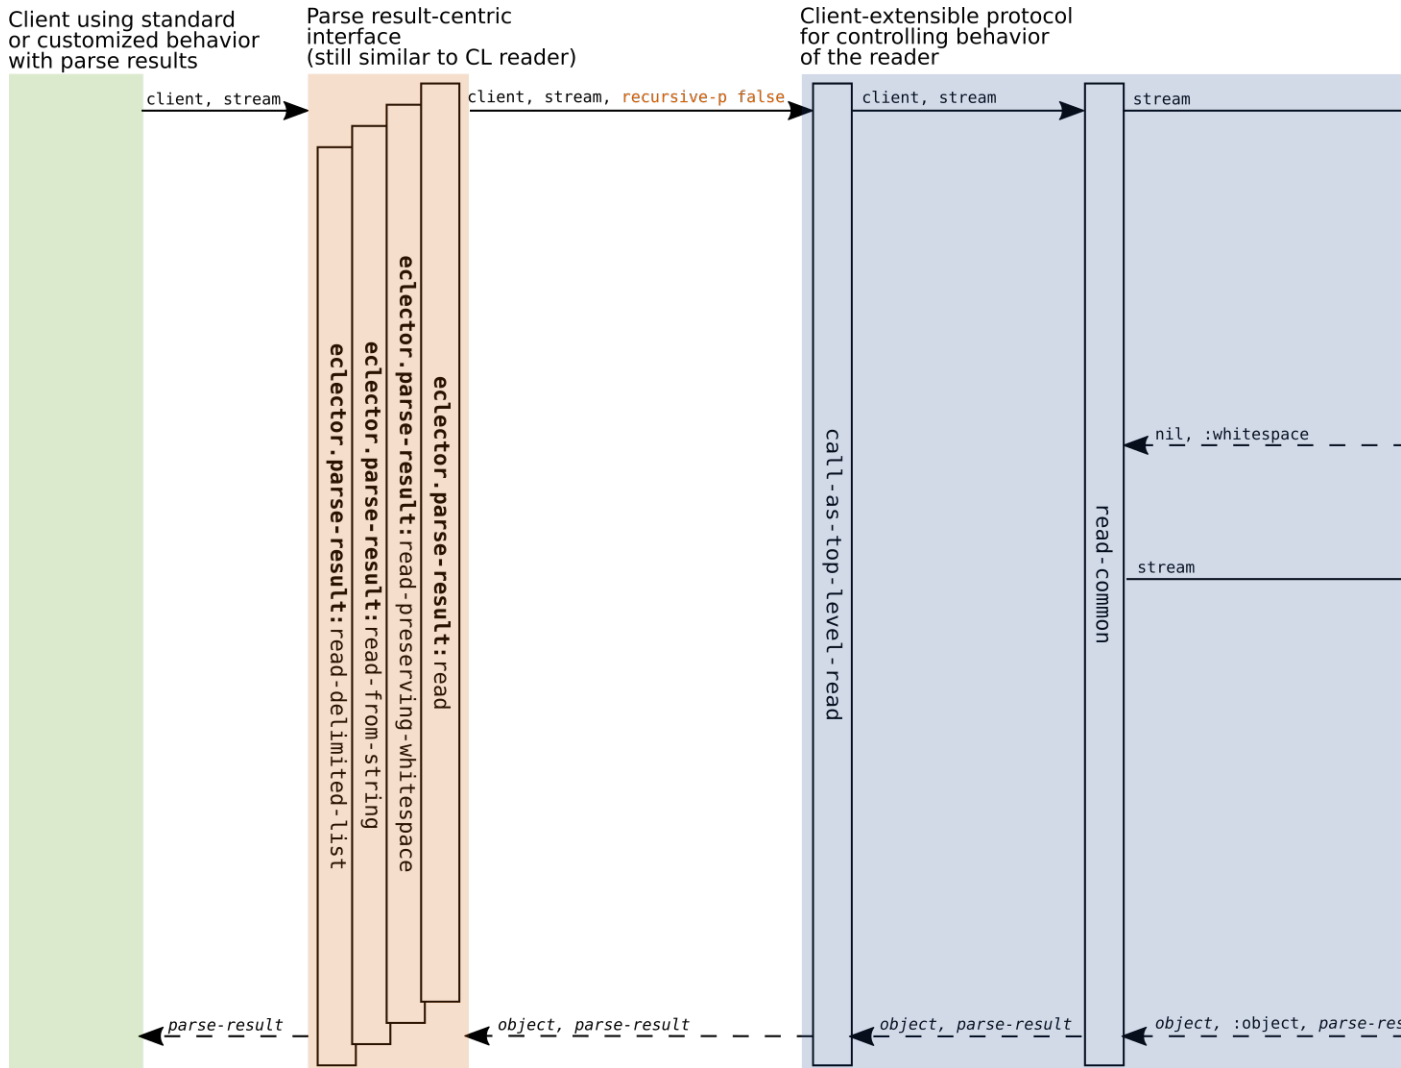 Client using standard
or customized behavior
with parse results
Parse result-centric
interface
(still similar to CL reader)
Client-extensible protocol
for controlling behavior
of the reader
client, stream
client, stream, recursive-p false
client, stream
stream
eclector.parse-result:read-delimited-list
eclector.parse-result:read-from-string
eclector.parse-result:read-preserving-whitespace
eclector.parse-result:read
call-as-top-level-read
read-common
nil, :whitespace
stream
parse-result
object, parse-result
object, parse-result
object, :object, parse-res